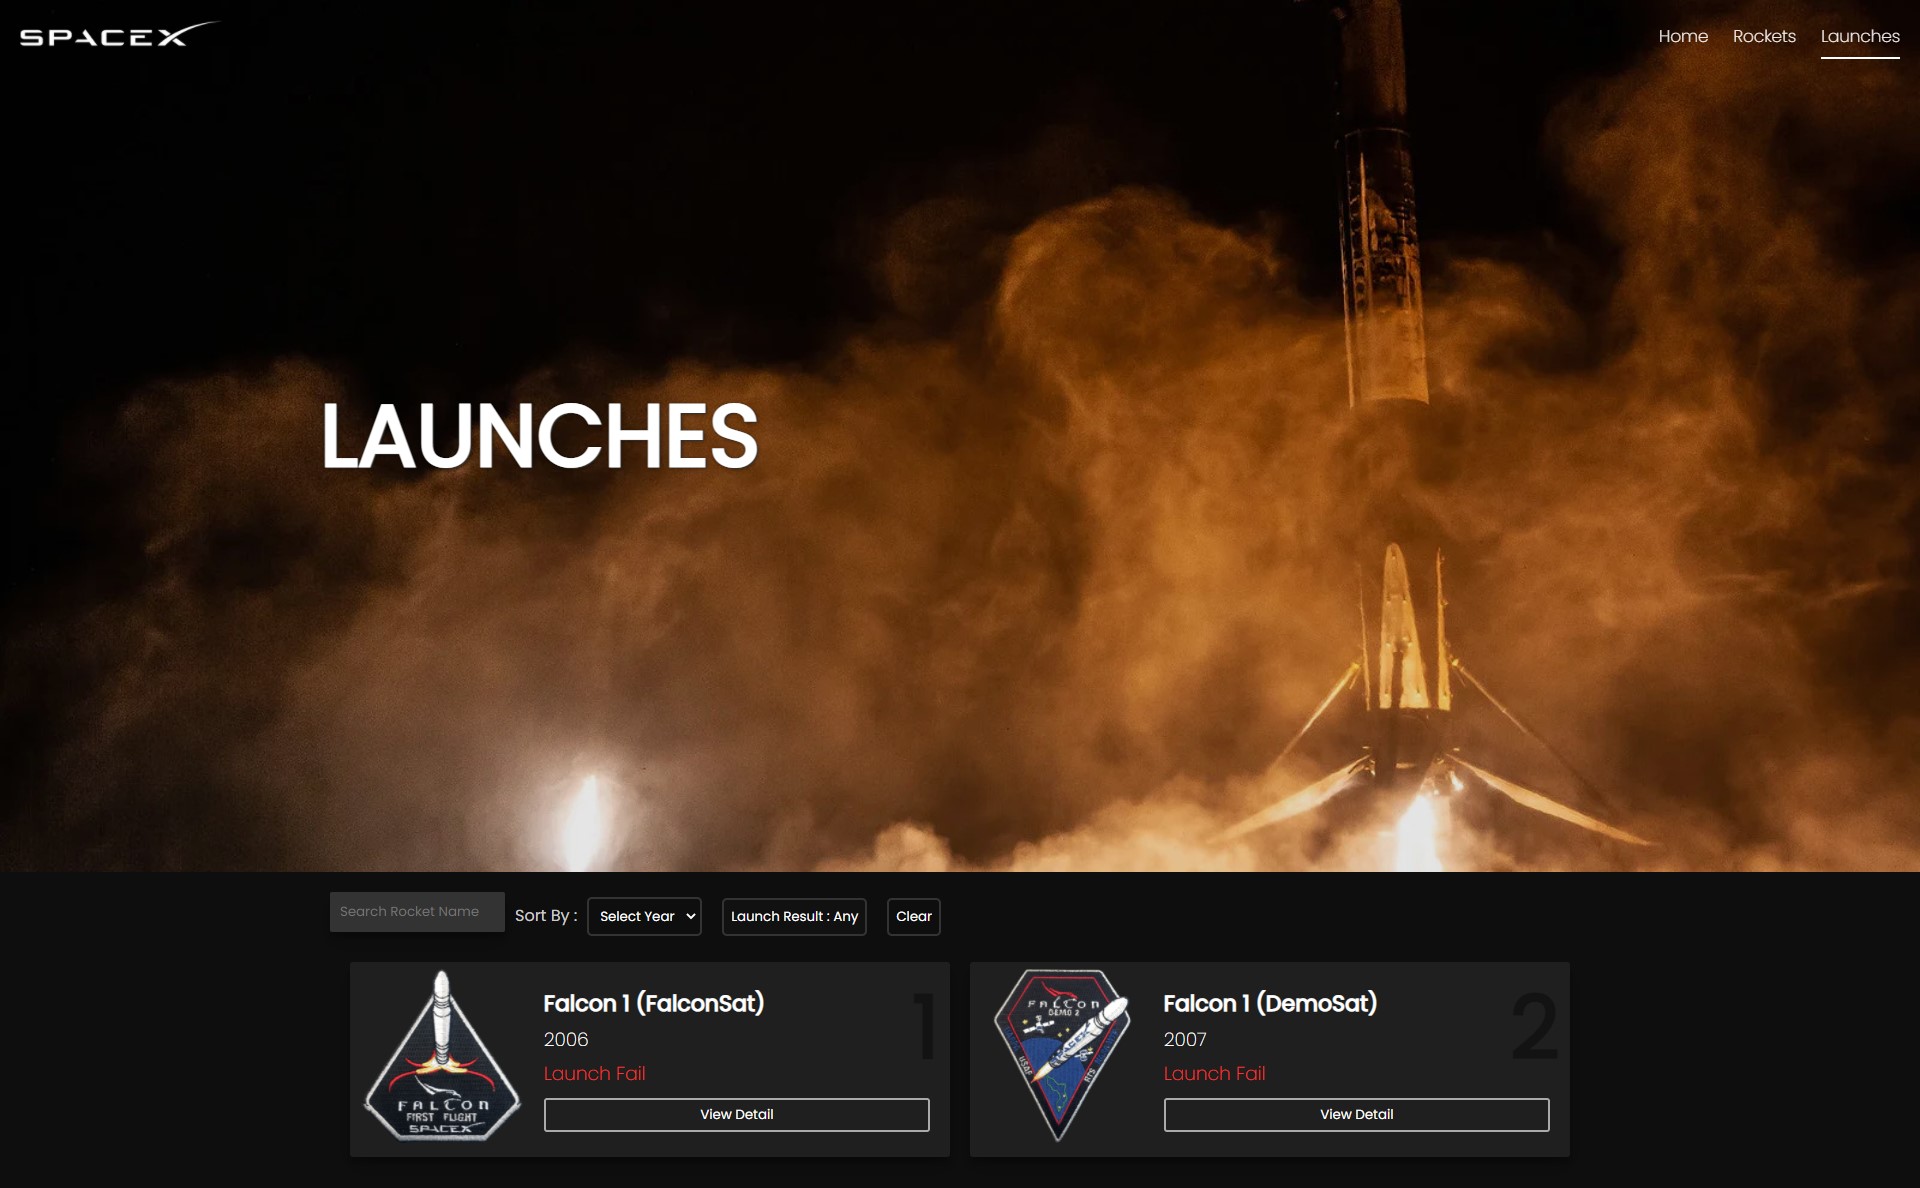 SPACEX
Home
Rockets
Launches
LAUNCHES
Search Rocket Name
Sort By :
Select Year
Launch Result : Any
Clear
FALCON
FIRST FLIGHT
SPACEX
Falcon 1 (FalconSat)
2006
Launch Fail
View Detail
1
FALCON
DEMO 2
SPACEX
USAF
Falcon 1 (DemoSat)
2007
Launch Fail
View Detail
2